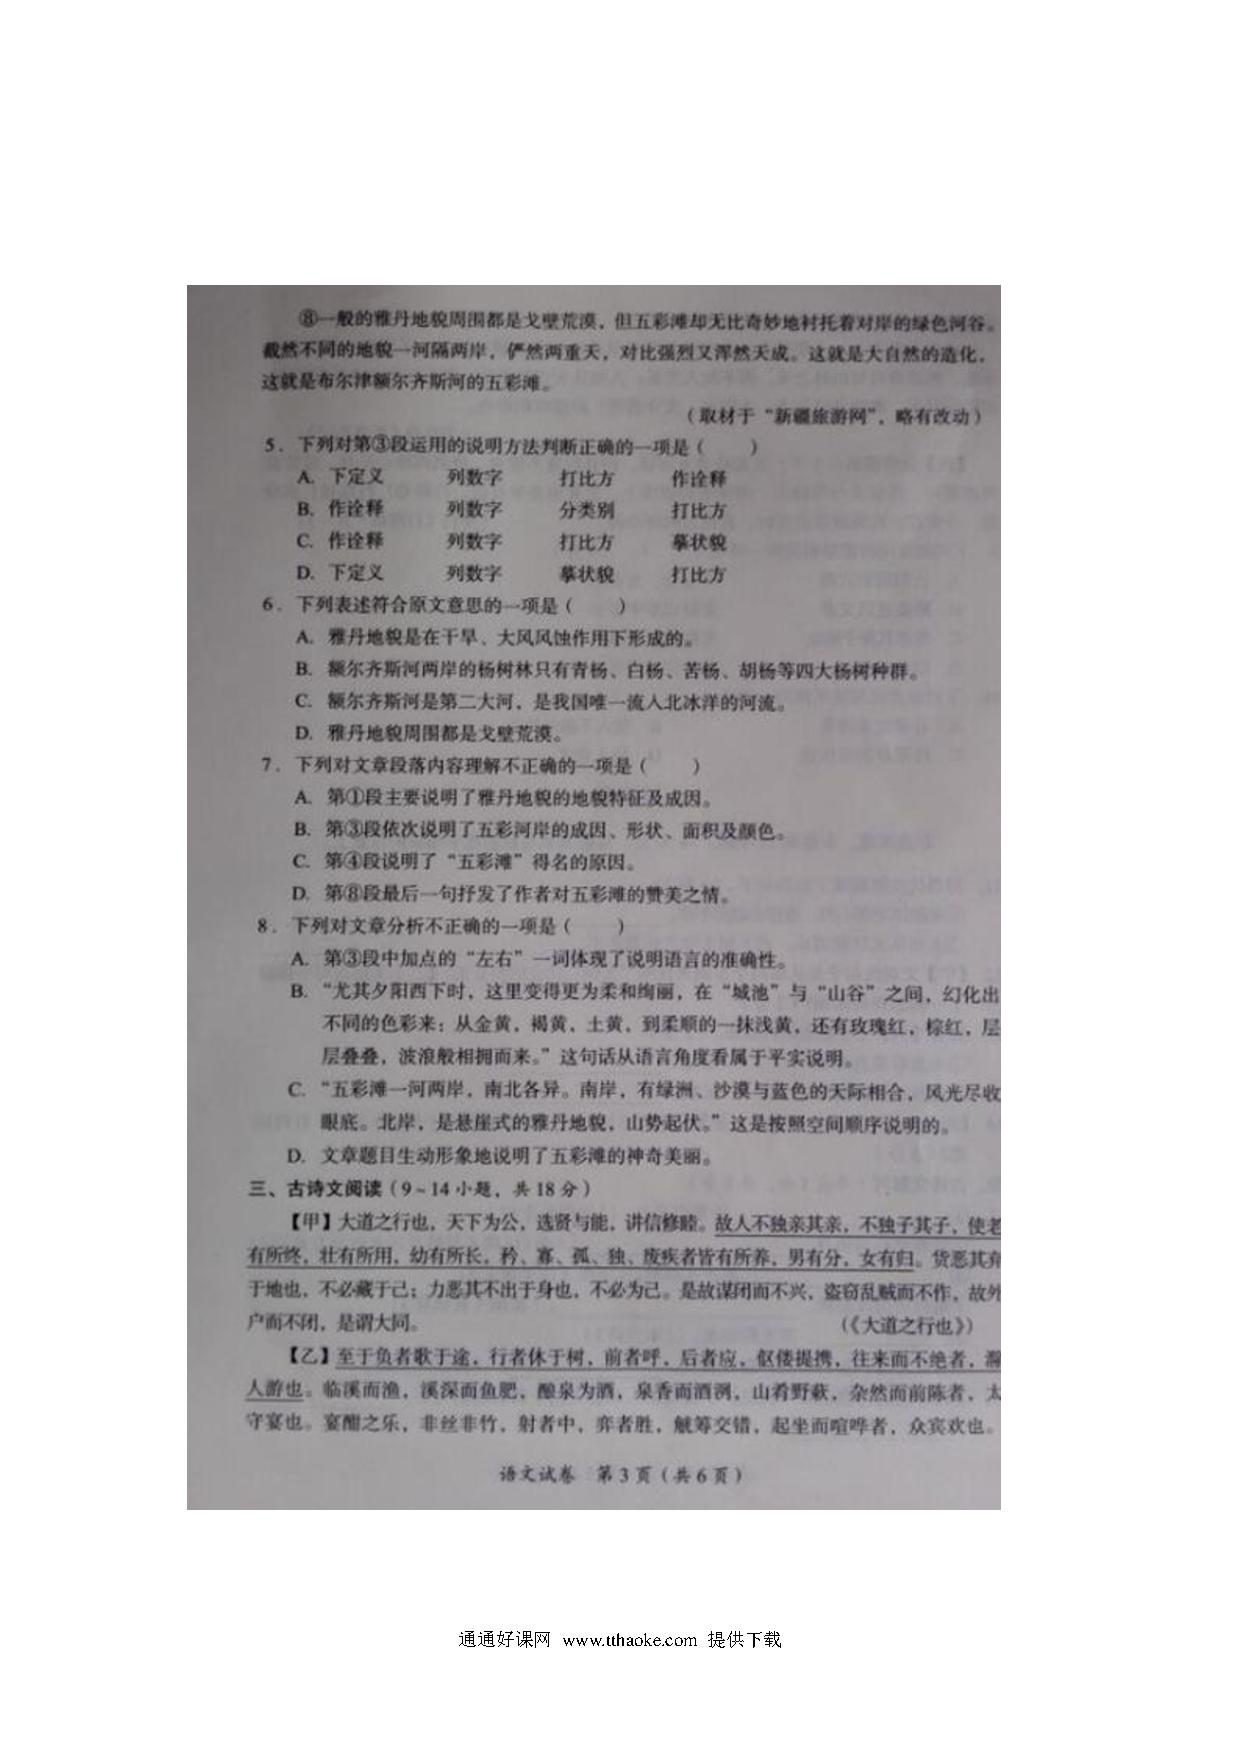 ⑧一般的雅丹地貌周围都是戈壁荒漠，但五彩滩却无比奇妙地衬托着对岸的绿色河谷。
截然不同的地貌一河隔两岸，俨然两重天，对比强烈又浑然天成。这就是大自然的造化，
这就是布尔津额尔齐斯河的五彩滩。
（取材于“新疆旅游网”，略有改动）
5．下列对第③段运用的说明方法判断正确的一项是（　　）
A. 下定义　　列数字　　打比方　　作诠释
B. 作诠释　　列数字　　分类别　　打比方
C. 作诠释　　列数字　　打比方　　摹状貌
D. 下定义　　列数字　　摹状貌　　打比方
6．下列表述符合原文意思的一项是（　　）
A. 雅丹地貌是在干旱、大风风蚀作用下形成的。
B. 额尔齐斯河两岸的杨树林只有青杨、白杨、苦杨、胡杨等四大杨树种群。
C. 额尔齐斯河是第二大河，是我国唯一流入北冰洋的河流。
D. 雅丹地貌周围都是戈壁荒漠。
7．下列对文章段落内容理解不正确的一项是（　　）
A. 第①段主要说明了雅丹地貌的地貌特征及成因。
B. 第③段依次说明了五彩河岸的成因、形状、面积及颜色。
C. 第④段说明了“五彩滩”得名的原因。
D. 第⑧段最后一句抒发了作者对五彩滩的赞美之情。
8．下列对文章分析不正确的一项是（　　）
A. 第③段中加点的“左右”一词体现了说明语言的准确性。
B. “尤其夕阳西下时，这里变得更为柔和绚丽，在“城池”与“山谷”之间，幻化出
不同的色彩来：从金黄，褐黄，土黄，到柔顺的一抹浅黄，还有玫瑰红，棕红，层
层叠叠，波浪般相拥而来。”这句话从语言角度看属于平实说明。
C. “五彩滩一河两岸，南北各异。南岸，有绿洲、沙漠与蓝色的天际相合，风光尽收
眼底。北岸，是悬崖式的雅丹地貌，山势起伏。”这是按照空间顺序说明的。
D. 文章题目生动形象地说明了五彩滩的神奇美丽。
三、古诗文阅读（9~14小题，共18分）
【甲】大道之行也，天下为公，选贤与能，讲信修睦。故人不独亲其亲，不独子其子，使老
有所终，壮有所用，幼有所长，矜、寡、孤、独、废疾者皆有所养，男有分，女有归。货恶其弃
于地也，不必藏于己；力恶其不出于身也，不必为己。是故谋闭而不兴，盗窃乱贼而不作，故外
户而不闭，是谓大同。　　（《大道之行也》）
【乙】至于负者歌于途，行者休于树，前者呼，后者应，伛偻提携，往来而不绝者，滁
人游也。临溪而渔，溪深而鱼肥，酿泉为酒，泉香而酒洌，山肴野蔌，杂然而前陈者，太
守宴也。宴酣之乐，非丝非竹，射者中，弈者胜，觥筹交错，起坐而喧哗者，众宾欢也。
语文试卷　第3页（共6页）
通通好课网 www.tthaoke.com 提供下载